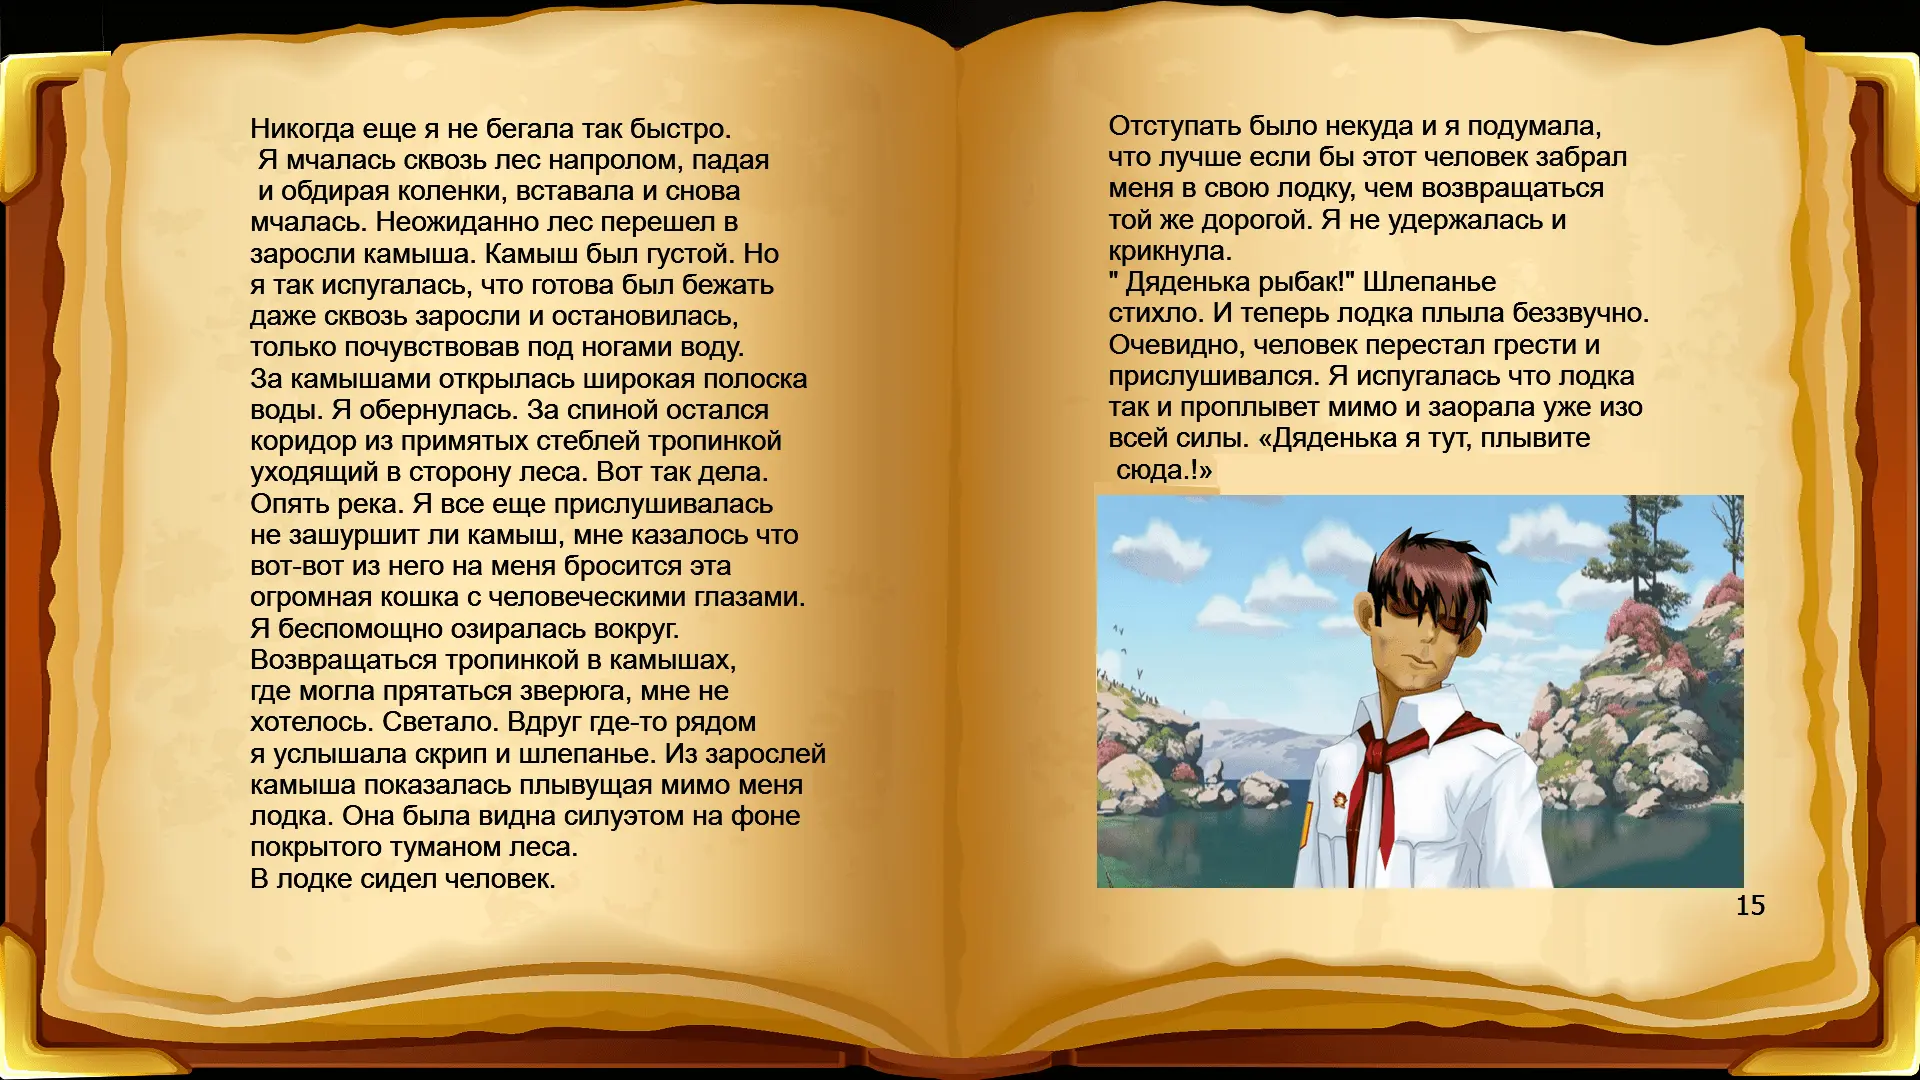 Никогда еще я не бегала так быстро.
Я мчалась сквозь лес напролом, падая
и обдирая коленки, вставала и снова
мчалась. Неожиданно лес перешел в
заросли камыша. Камыш был густой. Но
я так испугалась, что готова был бежать
даже сквозь заросли и остановилась,
только почувствовав под ногами воду.
За камышами открылась широкая полоска
воды. Я обернулась. За спиной остался
коридор из примятых стеблей тропинкой
уходящий в сторону леса. Вот так дела.
Опять река. Я все еще прислушивалась
не зашуршит ли камыш, мне казалось что
вот-вот из него на меня бросится эта
огромная кошка с человеческими глазами.
Я беспомощно озиралась вокруг.
Возвращаться тропинкой в камышах,
где могла прятаться зверюга, мне не
хотелось. Светало. Вдруг где-то рядом
я услышала скрип и шлепанье. Из зарослей
камыша показалась плывущая мимо меня
лодка. Она была видна силуэтом на фоне
покрытого туманом леса.
В лодке сидел человек.
Отступать было некуда и я подумала,
что лучше если бы этот человек забрал
меня в свою лодку, чем возвращаться
той же дорогой. Я не удержалась и
крикнула.
" Дяденька рыбак!" Шлепанье
стихло. И теперь лодка плыла беззвучно.
Очевидно, человек перестал грести и
прислушивался. Я испугалась что лодка
так и проплывет мимо и заорала уже изо
всей силы. «Дяденька я тут, плывите
сюда.!»
15